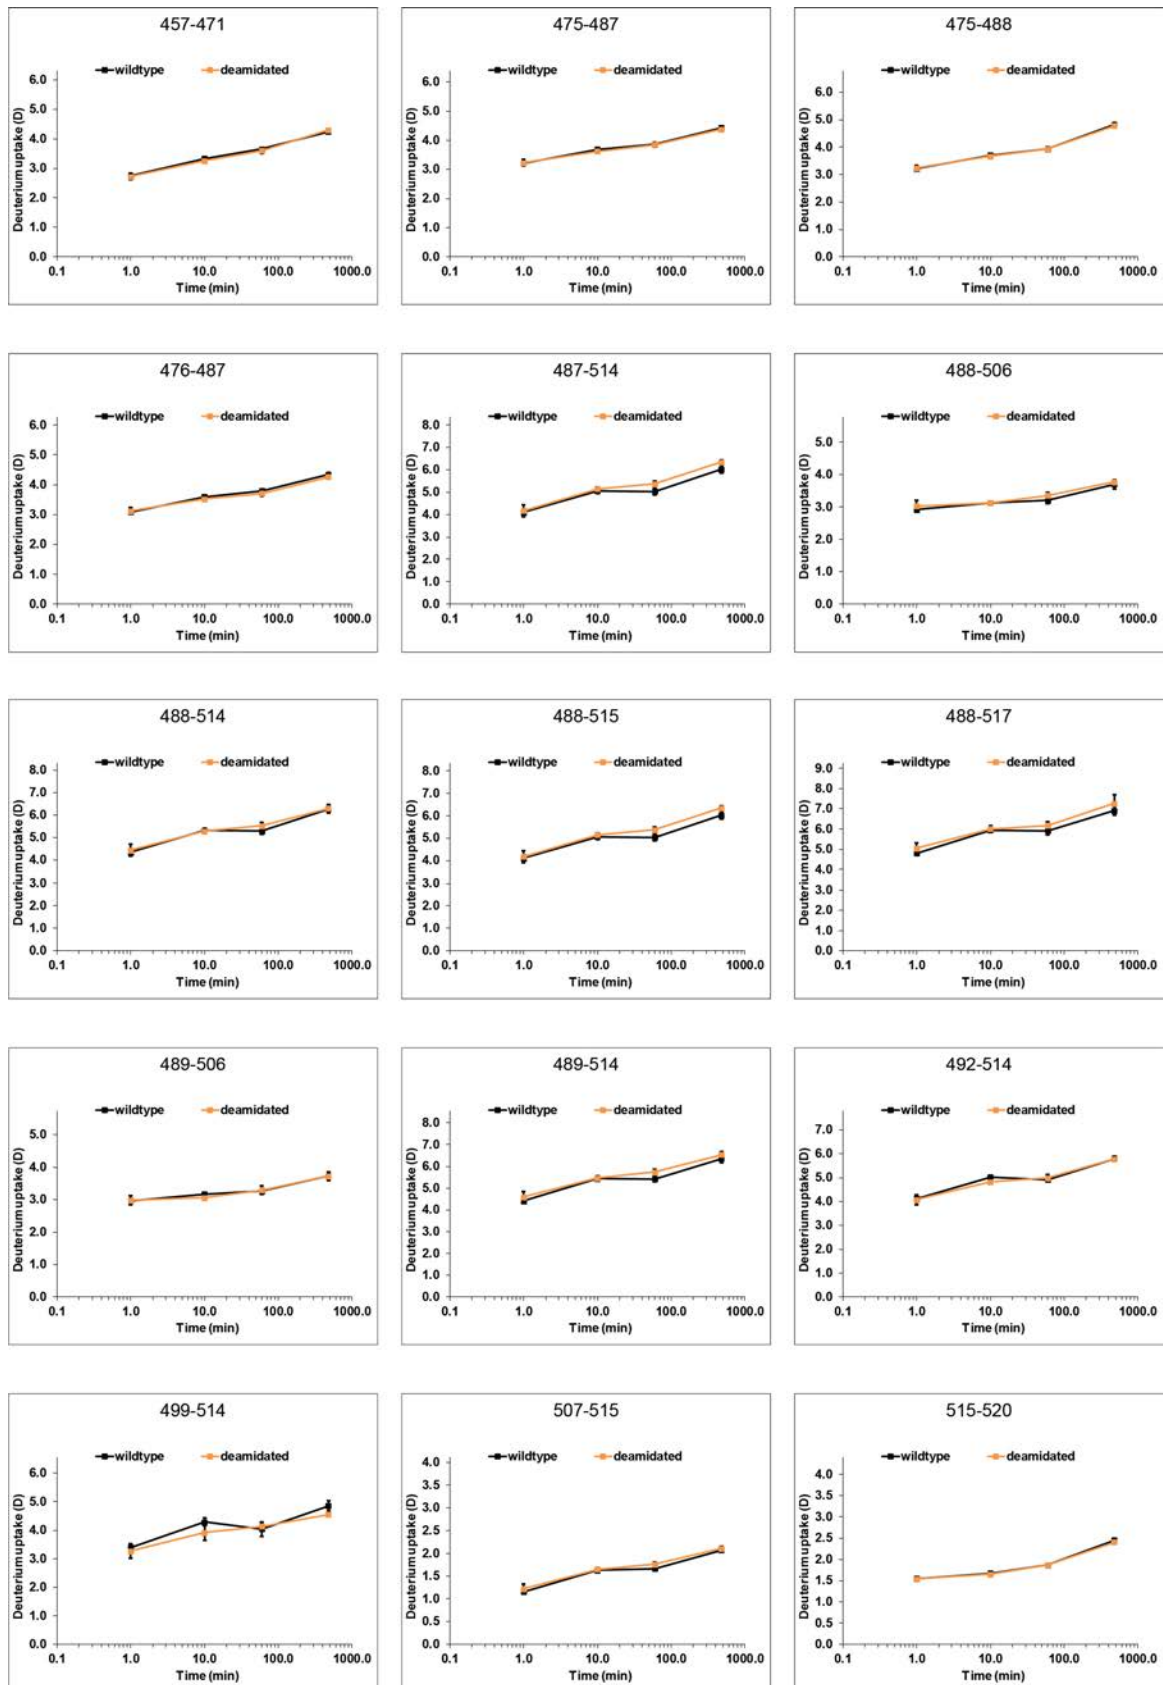 457-471
wildtype deamidated
Deuterium uptake (D)
6.0
5.0
4.0
3.0
2.0
1.0
0.0
0.1 1.0 10.0 100.0 1000.0
Time (min)
475-487
wildtype deamidated
Deuterium uptake (D)
6.0
5.0
4.0
3.0
2.0
1.0
0.0
0.1 1.0 10.0 100.0 1000.0
Time (min)
475-488
wildtype deamidated
Deuterium uptake (D)
6.0
5.0
4.0
3.0
2.0
1.0
0.0
0.1 1.0 10.0 100.0 1000.0
Time (min)
476-487
wildtype deamidated
Deuterium uptake (D)
6.0
5.0
4.0
3.0
2.0
1.0
0.0
0.1 1.0 10.0 100.0 1000.0
Time (min)
487-514
wildtype deamidated
Deuterium uptake (D)
8.0
7.0
6.0
5.0
4.0
3.0
2.0
1.0
0.0
0.1 1.0 10.0 100.0 1000.0
Time (min)
488-506
wildtype deamidated
Deuterium uptake (D)
5.0
4.0
3.0
2.0
1.0
0.0
0.1 1.0 10.0 100.0 1000.0
Time (min)
488-514
wildtype deamidated
Deuterium uptake (D)
8.0
7.0
6.0
5.0
4.0
3.0
2.0
1.0
0.0
0.1 1.0 10.0 100.0 1000.0
Time (min)
488-515
wildtype deamidated
Deuterium uptake (D)
8.0
7.0
6.0
5.0
4.0
3.0
2.0
1.0
0.0
0.1 1.0 10.0 100.0 1000.0
Time (min)
488-517
wildtype deamidated
Deuterium uptake (D)
9.0
8.0
7.0
6.0
5.0
4.0
3.0
2.0
1.0
0.0
0.1 1.0 10.0 100.0 1000.0
Time (min)
489-506
wildtype deamidated
Deuterium uptake (D)
5.0
4.0
3.0
2.0
1.0
0.0
0.1 1.0 10.0 100.0 1000.0
Time (min)
489-514
wildtype deamidated
Deuterium uptake (D)
8.0
7.0
6.0
5.0
4.0
3.0
2.0
1.0
0.0
0.1 1.0 10.0 100.0 1000.0
Time (min)
492-514
wildtype deamidated
Deuterium uptake (D)
7.0
6.0
5.0
4.0
3.0
2.0
1.0
0.0
0.1 1.0 10.0 100.0 1000.0
Time (min)
499-514
wildtype deamidated
Deuterium uptake (D)
6.0
5.0
4.0
3.0
2.0
1.0
0.0
0.1 1.0 10.0 100.0 1000.0
Time (min)
507-515
wildtype deamidated
Deuterium uptake (D)
4.0
3.5
3.0
2.5
2.0
1.5
1.0
0.5
0.0
0.1 1.0 10.0 100.0 1000.0
Time (min)
515-520
wildtype deamidated
Deuterium uptake (D)
4.0
3.5
3.0
2.5
2.0
1.5
1.0
0.5
0.0
0.1 1.0 10.0 100.0 1000.0
Time (min)